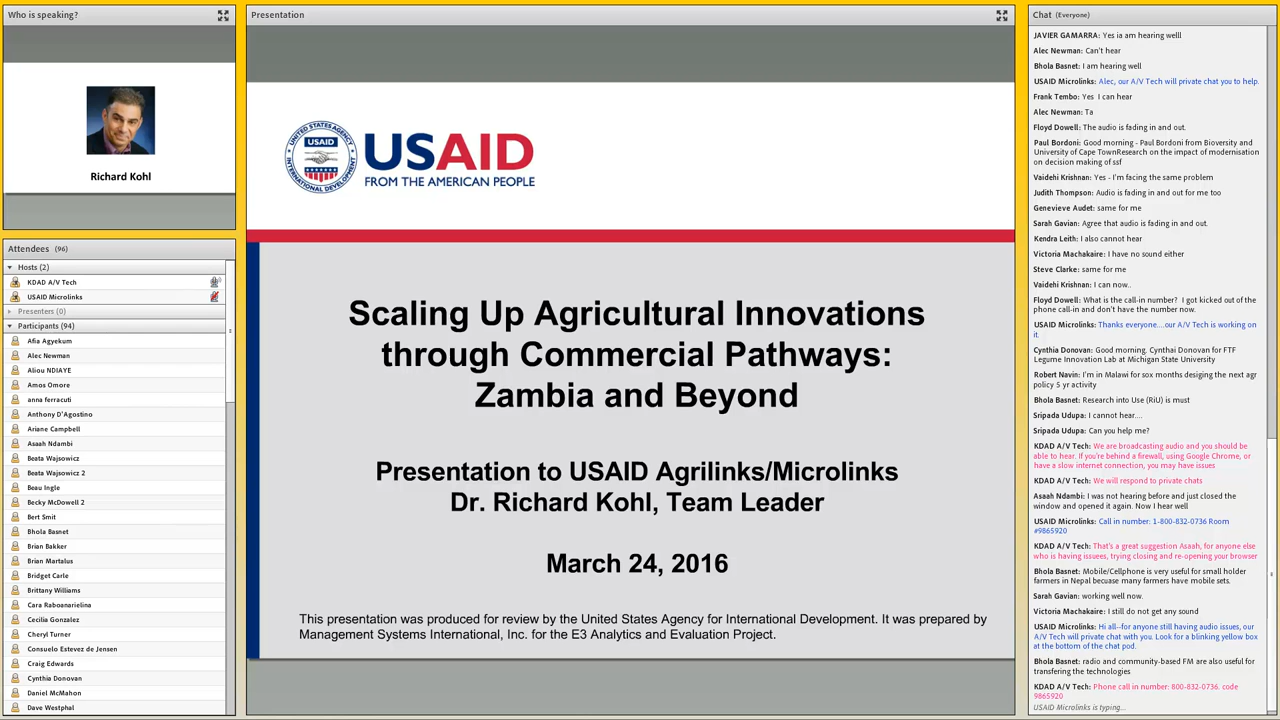 Who is speaking?
Richard Kohl
Attendees (96)
Hosts (2)
KDAD A/V Tech
USAID Microlinks
Presenters (0)
Participants (94)
Afia Agyekum
Alec Newman
Aliou NDIAYE
Amos Omore
anna ferracuti
Anthony D'Agostino
Ariane Campbell
Asaah Ndambi
Beata Wajsowicz
Beata Wajsowicz 2
Beau Ingle
Becky McDowell 2
Bert Smit
Bhola Basnet
Brian Bakker
Brian Martalus
Bridget Carle
Brittany Williams
Cara Raboanarielina
Cecilia Gonzalez
Cheryl Turner
Consuelo Estevez de Jensen
Craig Edwards
Cynthia Donovan
Daniel McMahon
Dave Westphal
Presentation
UNITED STATES AGENCY
USAID
INTERNATIONAL DEVELOPMENT
USAID
FROM THE AMERICAN PEOPLE
Scaling Up Agricultural Innovations
through Commercial Pathways:
Zambia and Beyond
Presentation to USAID Agrilinks/Microlinks
Dr. Richard Kohl, Team Leader
March 24, 2016
This presentation was produced for review by the United States Agency for International Development. It was prepared by
Management Systems International, Inc. for the E3 Analytics and Evaluation Project.
Chat (Everyone)
JAVIER GAMARRA: Yes ia am hearing welll
Alec Newman: Can't hear
Bhola Basnet: I am hearing well
USAID Microlinks: Alec, our A/V Tech will private chat you to help.
Frank Tembo: Yes I can hear
Alec Newman: Ta
Floyd Dowell: The audio is fading in and out.
Paul Bordoni: Good morning - Paul Bordoni from Bioversity and
University of Cape TownResearch on the impact of modernisation
on decision making of ssf
Vaidehi Krishnan: Yes - I'm facing the same problem
Judith Thompson: Audio is fading in and out for me too
Genevieve Audet: same for me
Sarah Gavian: Agree that audio is fading in and out.
Kendra Leith: I also cannot hear
Victoria Machakaire: I have no sound either
Steve Clarke: same for me
Vaidehi Krishnan: I can now..
Floyd Dowell: What is the call-in number? I got kicked out of the
phone call-in and don't have the number now.
USAID Microlinks: Thanks everyone....our A/V Tech is working on
it.
Cynthia Donovan: Good morning. Cynthai Donovan for FTF
Legume Innovation Lab at Michigan State University
Robert Navin: I'm in Malawi for sox months desiging the next agr
policy 5 yr activity
Bhola Basnet: Research into Use (RiU) is must
Sripada Udupa: I cannot hear....
Sripada Udupa: Can you help me?
KDAD A/V Tech: We are broadcasting audio and you should be
able to hear. If you're behind a firewall, using Google Chrome, or
have a slow internet connection, you may have issues
KDAD A/V Tech: We will respond to private chats
Asaah Ndambi: I was not hearing before and just closed the
window and opened it again. Now I hear well
USAID Microlinks: Call in number: 1-800-832-0736 Room
#9865920
KDAD A/V Tech: That's a great suggestion Asaah, for anyone else
who is having issuees, trying closing and re-opening your browser
Bhola Basnet: Mobile/Cellphone is very useful for small holder
farmers in Nepal becuase many farmers have mobile sets.
Sarah Gavian: working well now.
Victoria Machakaire: I still do not get any sound
USAID Microlinks: Hi all--for anyone still having audio issues, our
A/V Tech will private chat with you. Look for a blinking yellow box
at the bottom of the chat pod.
Bhola Basnet: radio and community-based FM are also useful for
transfering the technologies
KDAD A/V Tech: Phone call in number: 800-832-0736. code
9865920
USAID Microlinks is typing...